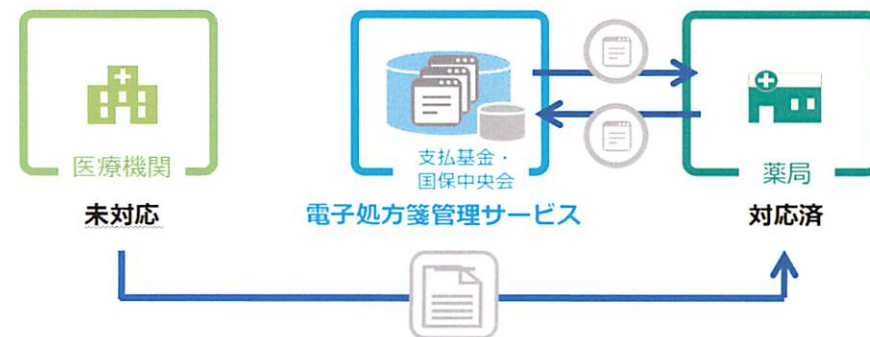 医療機関
未対応
支払基金・
国保中央会
電子処方箋管理サービス
薬局
対応済